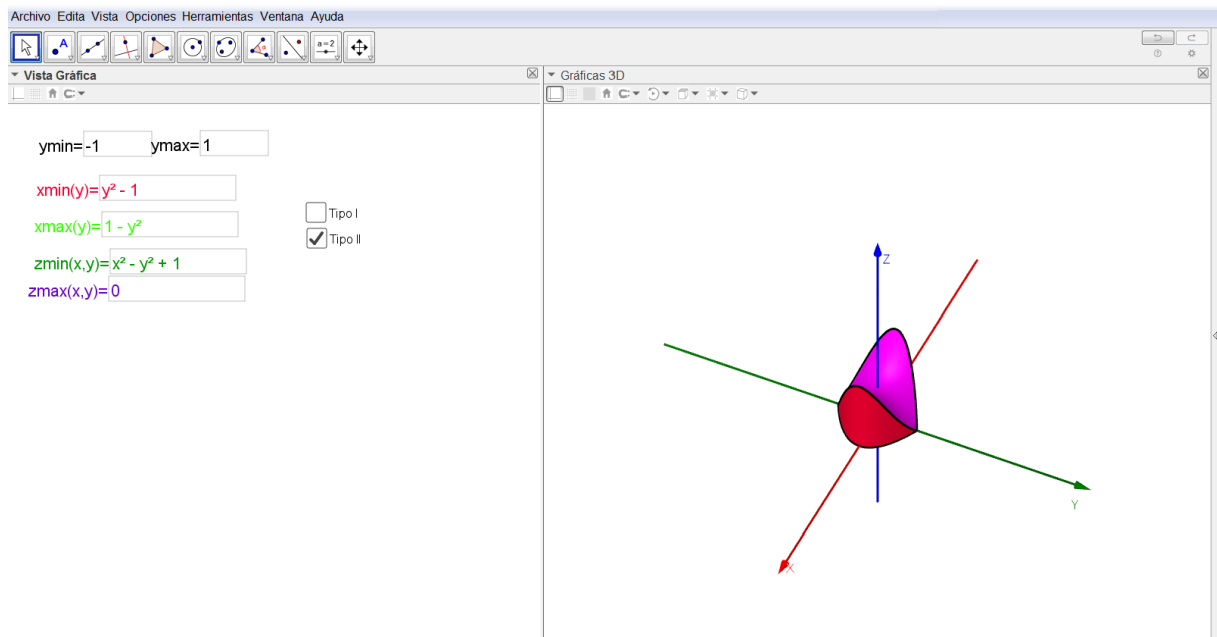 Archivo Edita Vista Opciones Herramientas Ventana Ayuda
A
α
a=2
Vista Gráfica
Gráficas 3D
ymin= -1 ymax= 1
xmin(y)= y² - 1
xmax(y)= 1 - y²
zmin(x,y)= x² - y² + 1
zmax(x,y)= 0
Tipo I
Tipo II
Z
Y
X